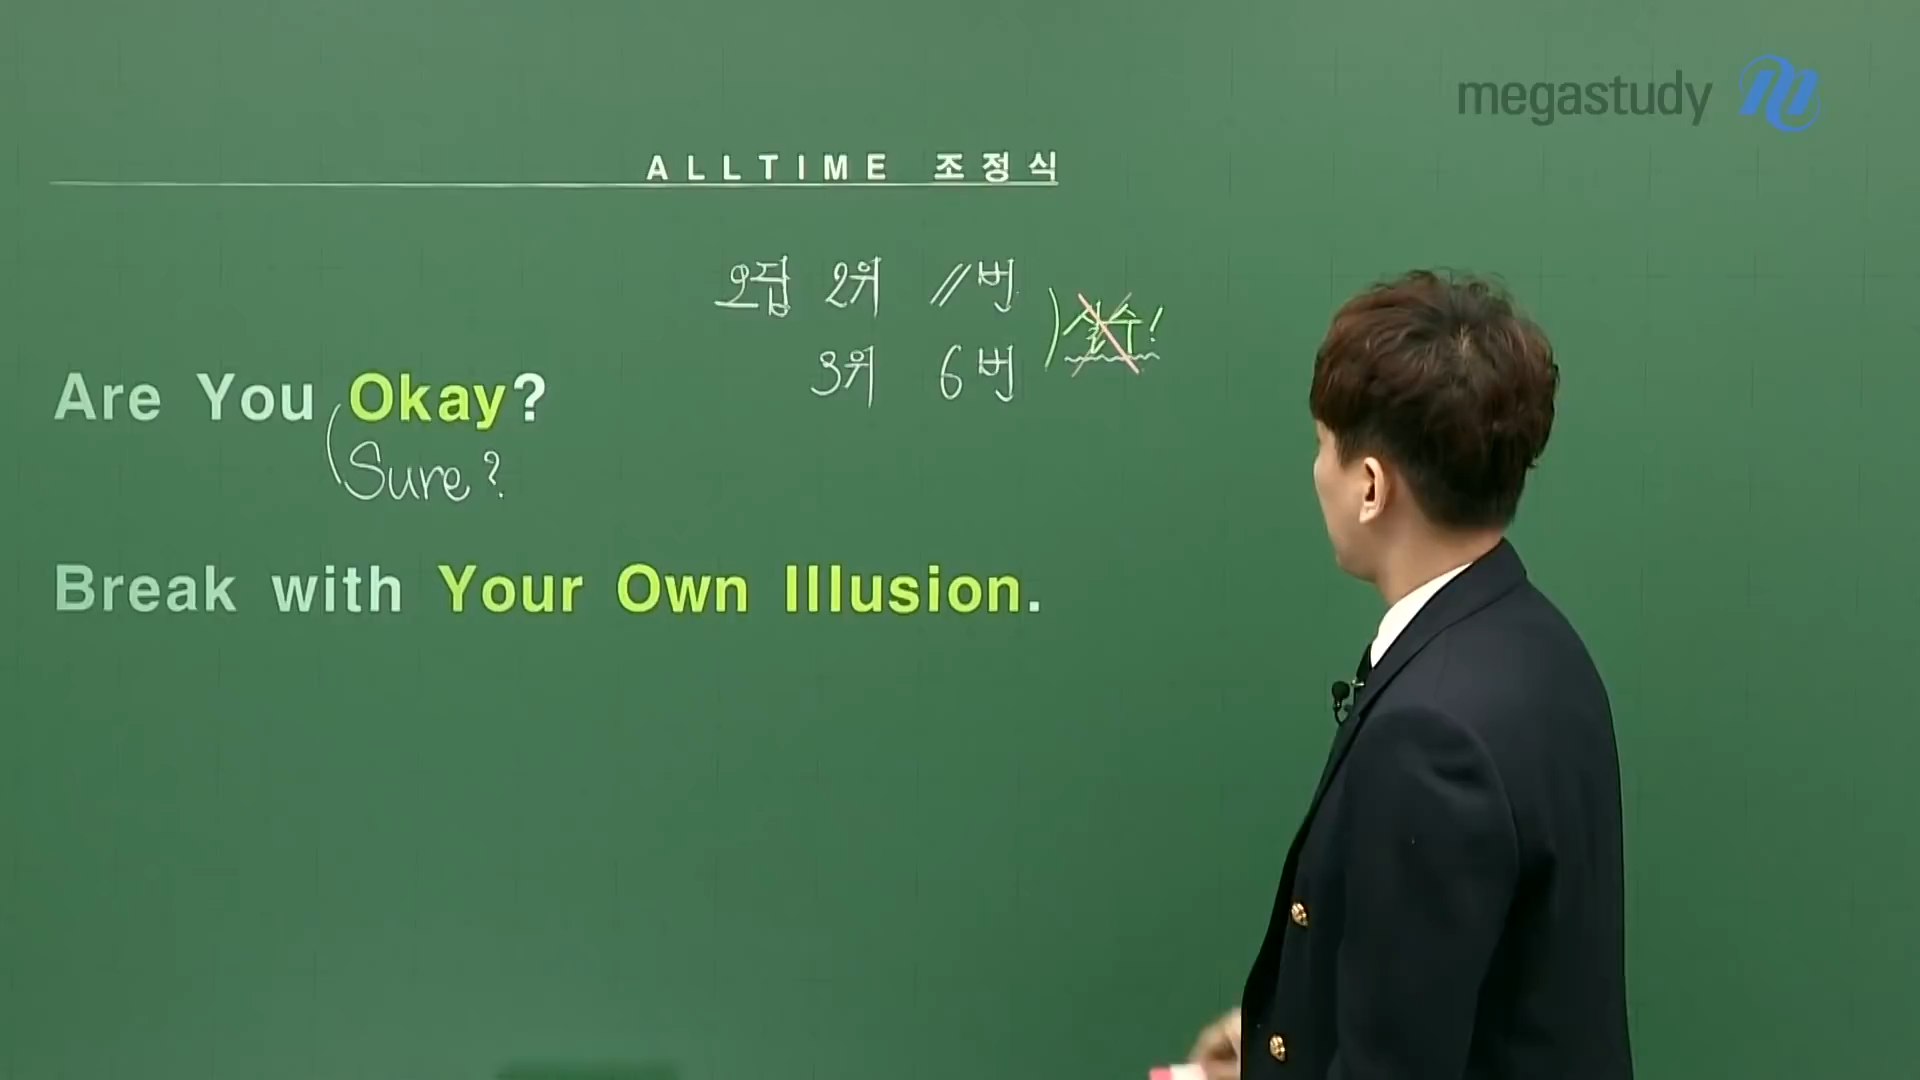 megastudy
ALLTIME 조정식
오답 2위 11번
3위 6번
실수!
Are You Okay?
Sure?
Break with Your Own Illusion.